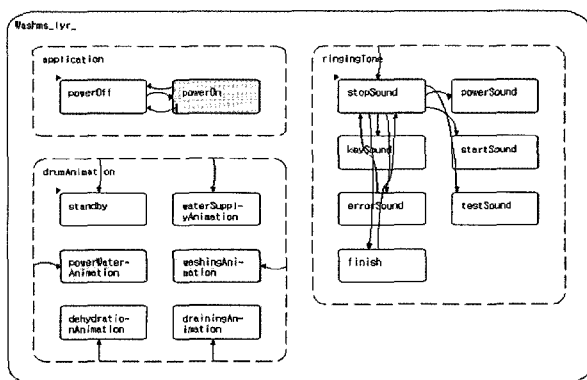 Washms_lyr_
application
powerOff
powerOn
drumAnimation
standby
waterSuppl-
yAnimation
powerWater-
Animation
washingAni-
mation
dehydratio-
nAnimation
drainingAn-
imation
ringingTone
stopSound
powerSound
keySound
startSound
errorSound
testSound
finish